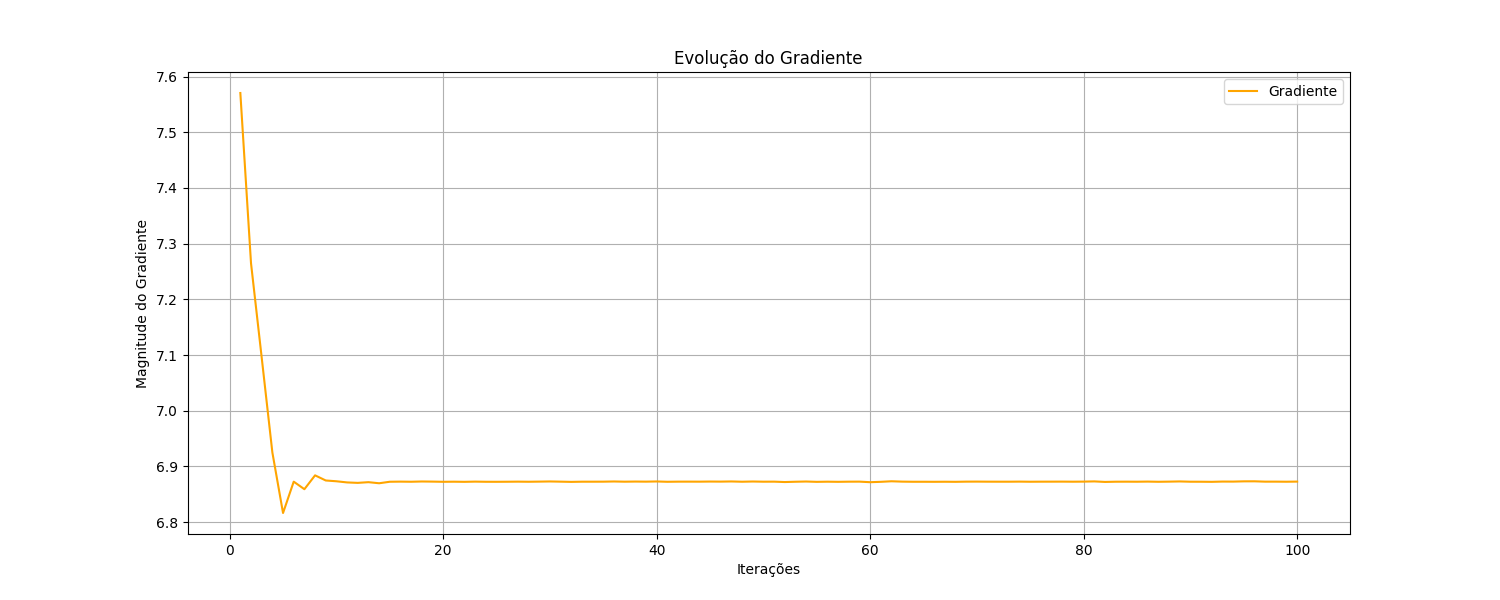 Evolução do Gradiente
Gradiente
Magnitude do Gradiente
7.6
7.5
7.4
7.3
7.2
7.1
7.0
6.9
6.8
0 20 40 60 80 100
Iterações